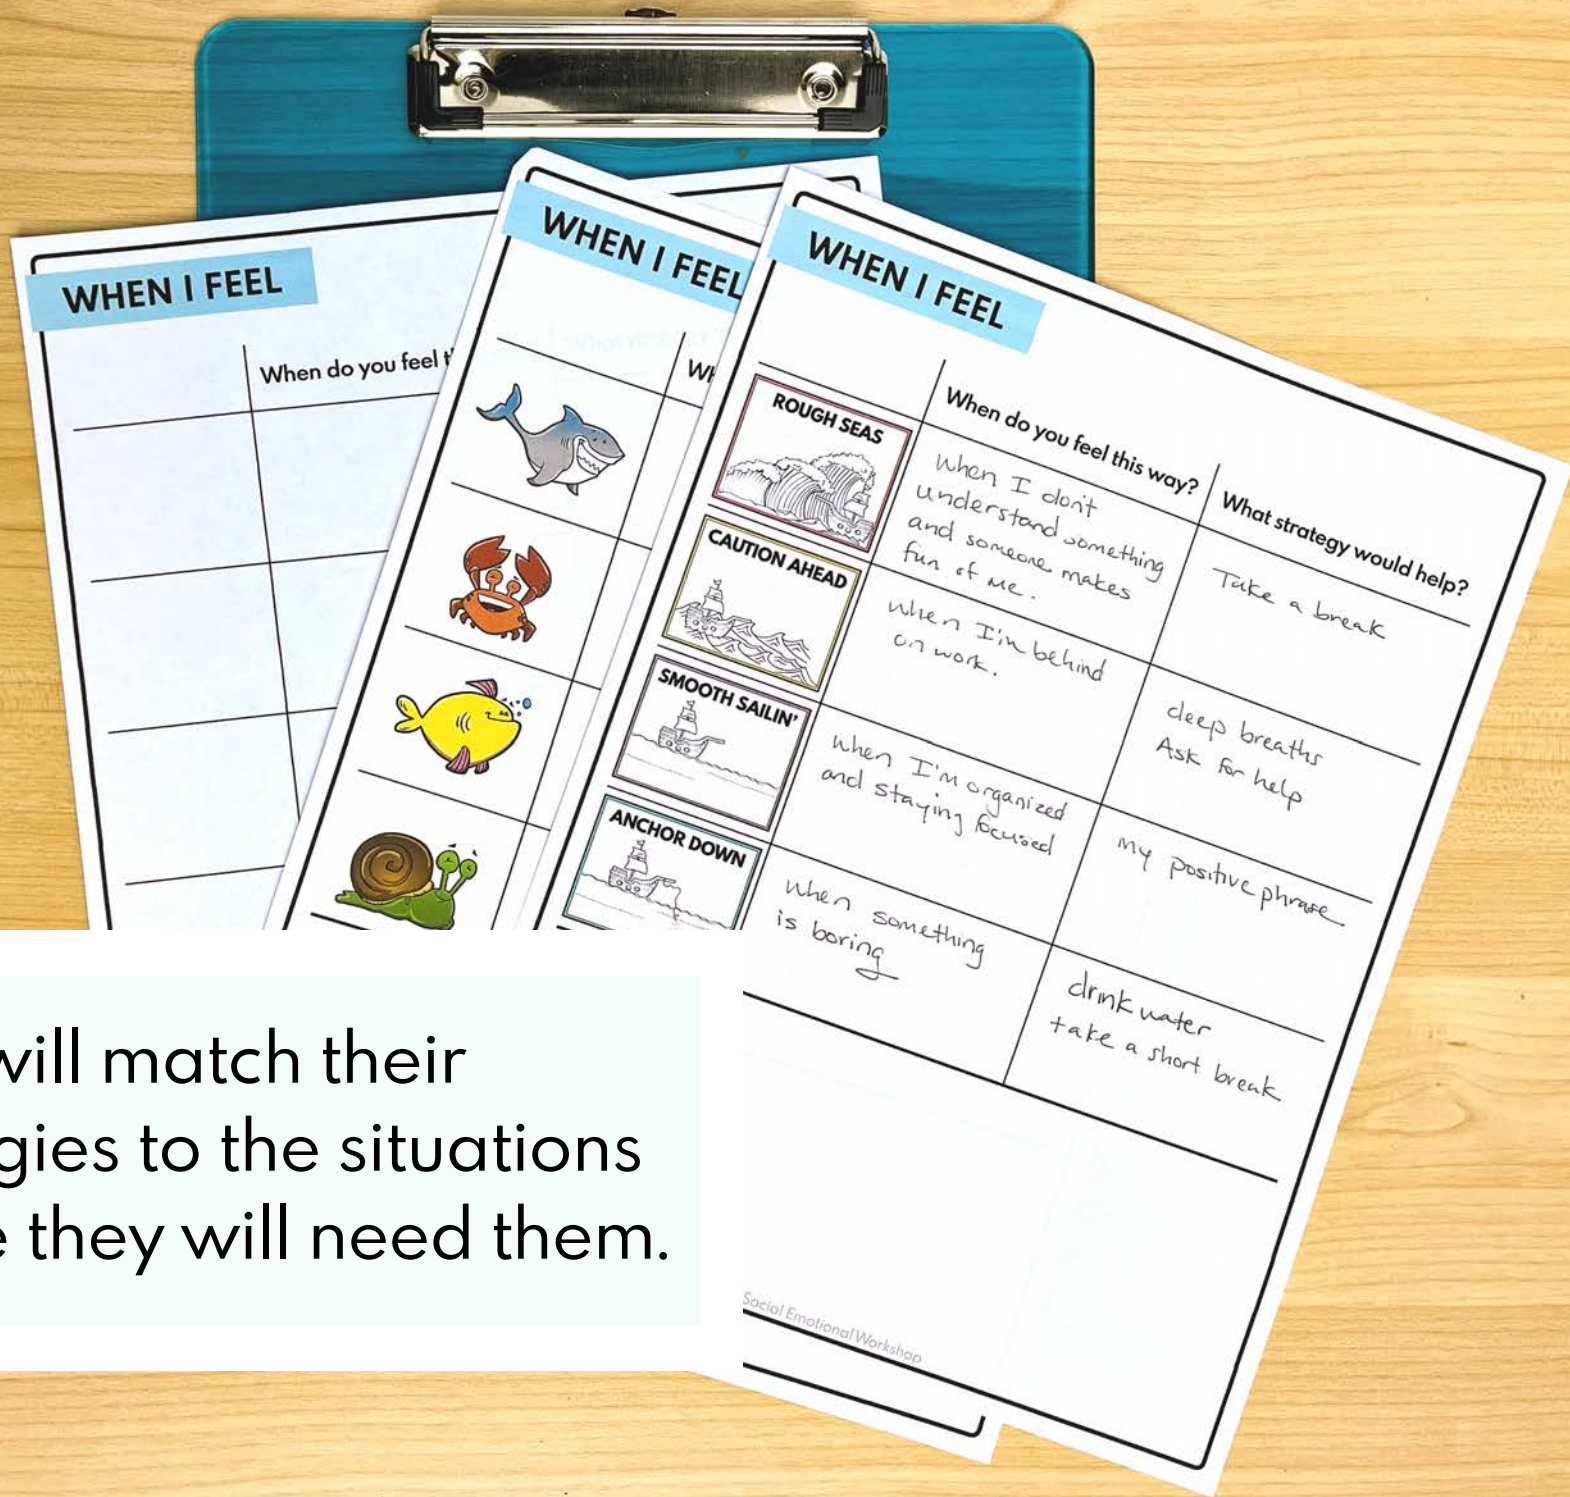 WHEN I FEEL
When do you feel
WHEN I FEEL
WHEN I FEEL
When do you feel this way?
What strategy would help?
ROUGH SEAS
when I don't
understand something
and someone makes
fun of me.
Take a break
CAUTION AHEAD
when I'm behind
on work.
deep breaths
Ask for help
SMOOTH SAILIN'
when I'm organized
and staying focused
my positive phrase
ANCHOR DOWN
when something
is boring
drink water
take a short break
Social Emotional Workshop
will match their
gies to the situations
they will need them.